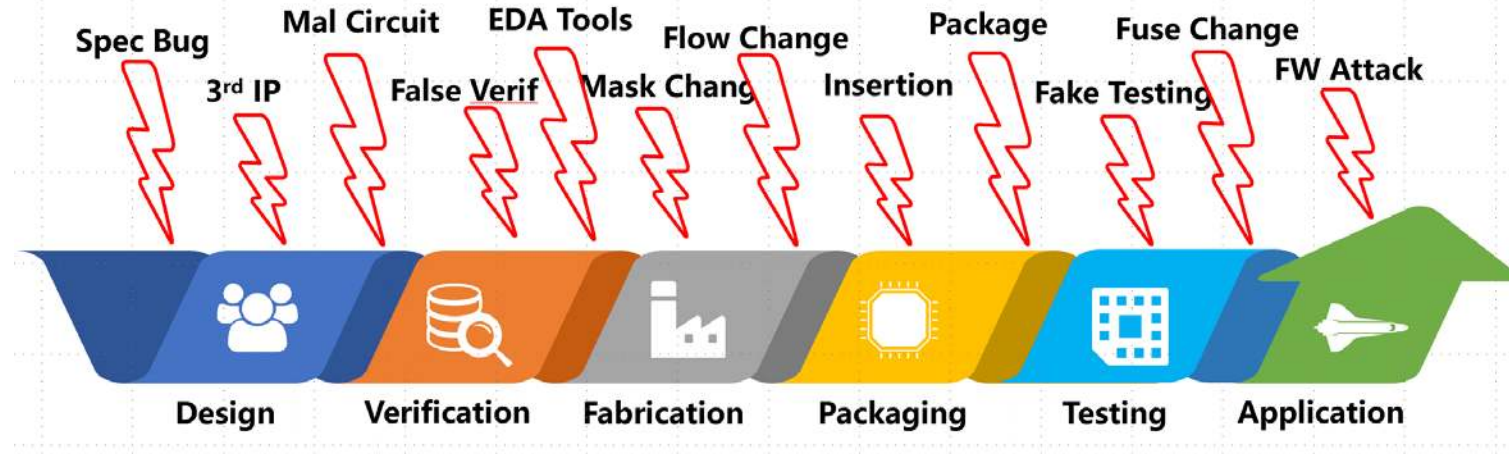 Spec Bug
3rd IP
Mal Circuit
False Verif
EDA Tools
Mask Chang
Flow Change
Insertion
Package
Fake Testing
Fuse Change
FW Attack
Design
Verification
Fabrication
Packaging
Testing
Application